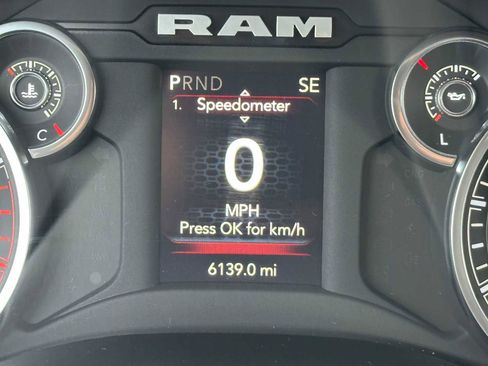 RAM
PRND SE
1. Speedometer
0
MPH
Press OK for km/h
6139.0 mi
C
L